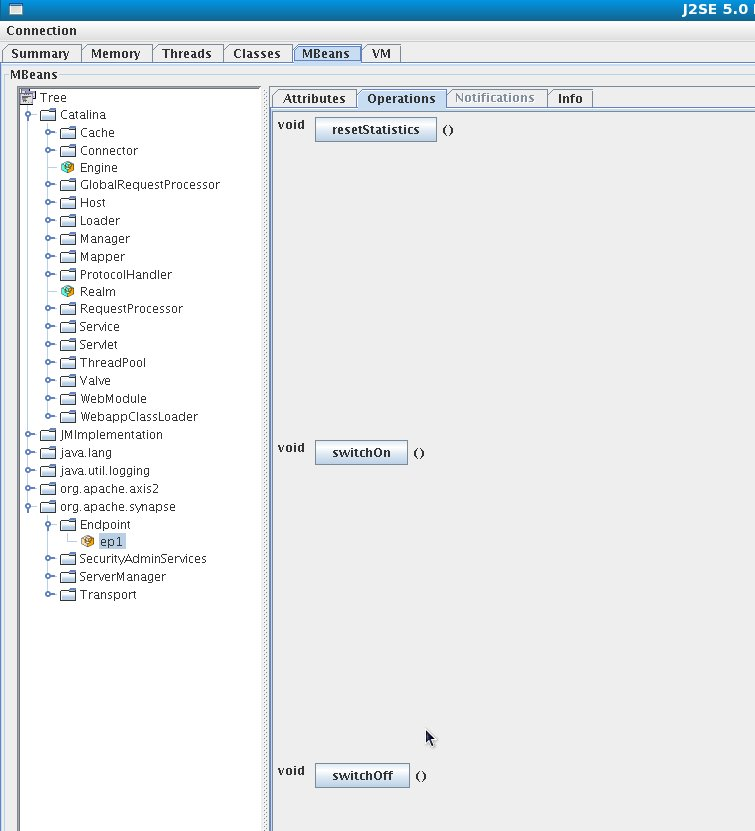 J2SE 5.0
Connection
Summary Memory Threads Classes MBeans VM
MBeans
Tree
Catalina
Cache
Connector
Engine
GlobalRequestProcessor
Host
Loader
Manager
Mapper
ProtocolHandler
Realm
RequestProcessor
Service
Servlet
ThreadPool
Valve
WebModule
WebappClassLoader
JMImplementation
java.lang
java.util.logging
org.apache.axis2
org.apache.synapse
Endpoint
ep1
SecurityAdminServices
ServerManager
Transport
Attributes Operations Notifications Info
void resetStatistics ()
void switchOn ()
void switchOff ()